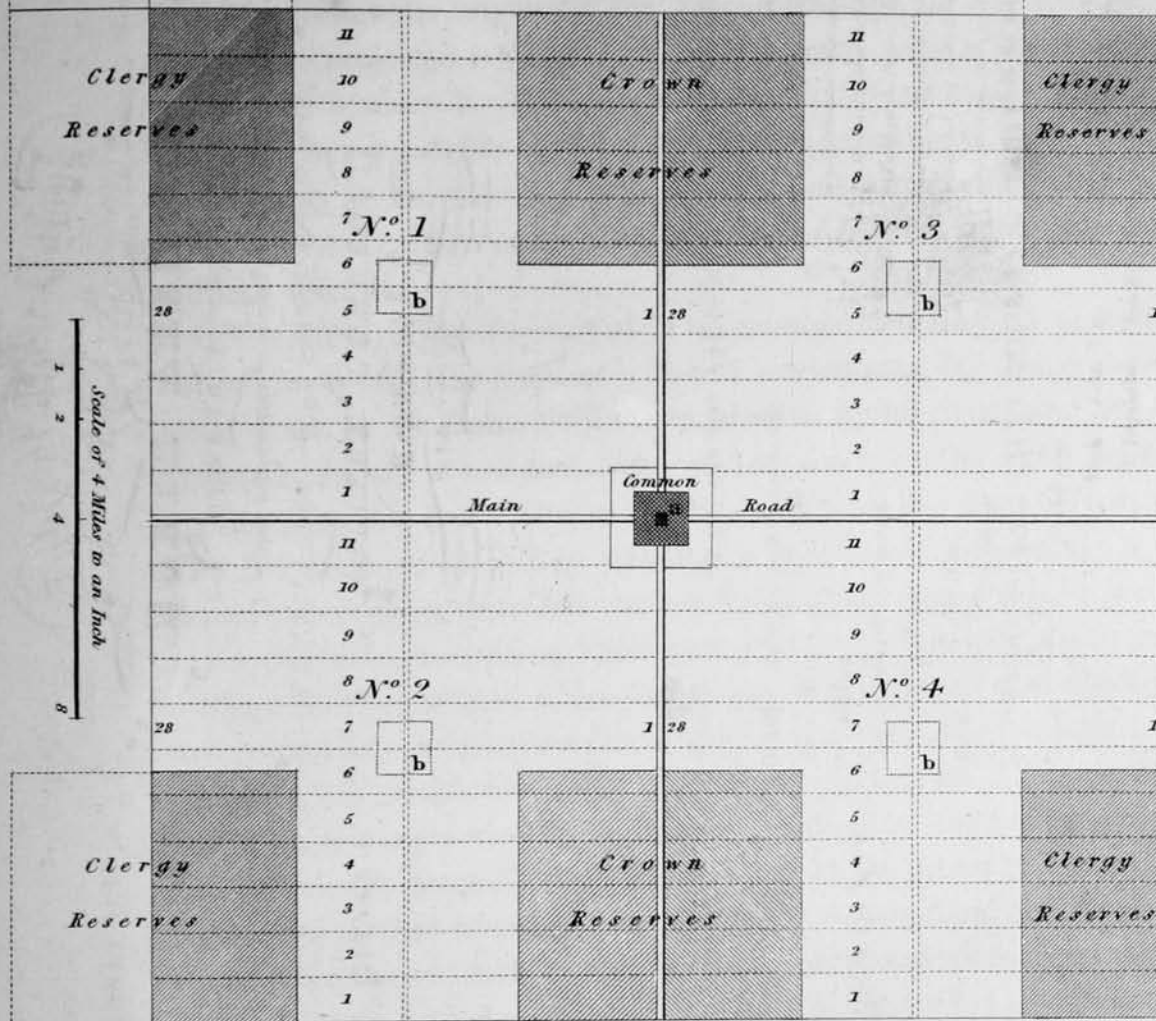 Clergy
Reserves
11
10
9
8
7
6
5
4
3
2
1
N.o 1
b
28
1
Crown
Reserves
28
11
10
9
8
7
6
5
4
3
2
1
N.o 3
b
Clergy
Reserves
1
1
2
4
8
Scale of 4 Miles to an Inch
Common
a
Main Road
11
10
9
8
7
6
5
4
3
2
1
N.o 2
b
28
1
28
11
10
9
8
7
6
5
4
3
2
1
N.o 4
b
1
Clergy
Reserves
Crown
Reserves
Clergy
Reserves